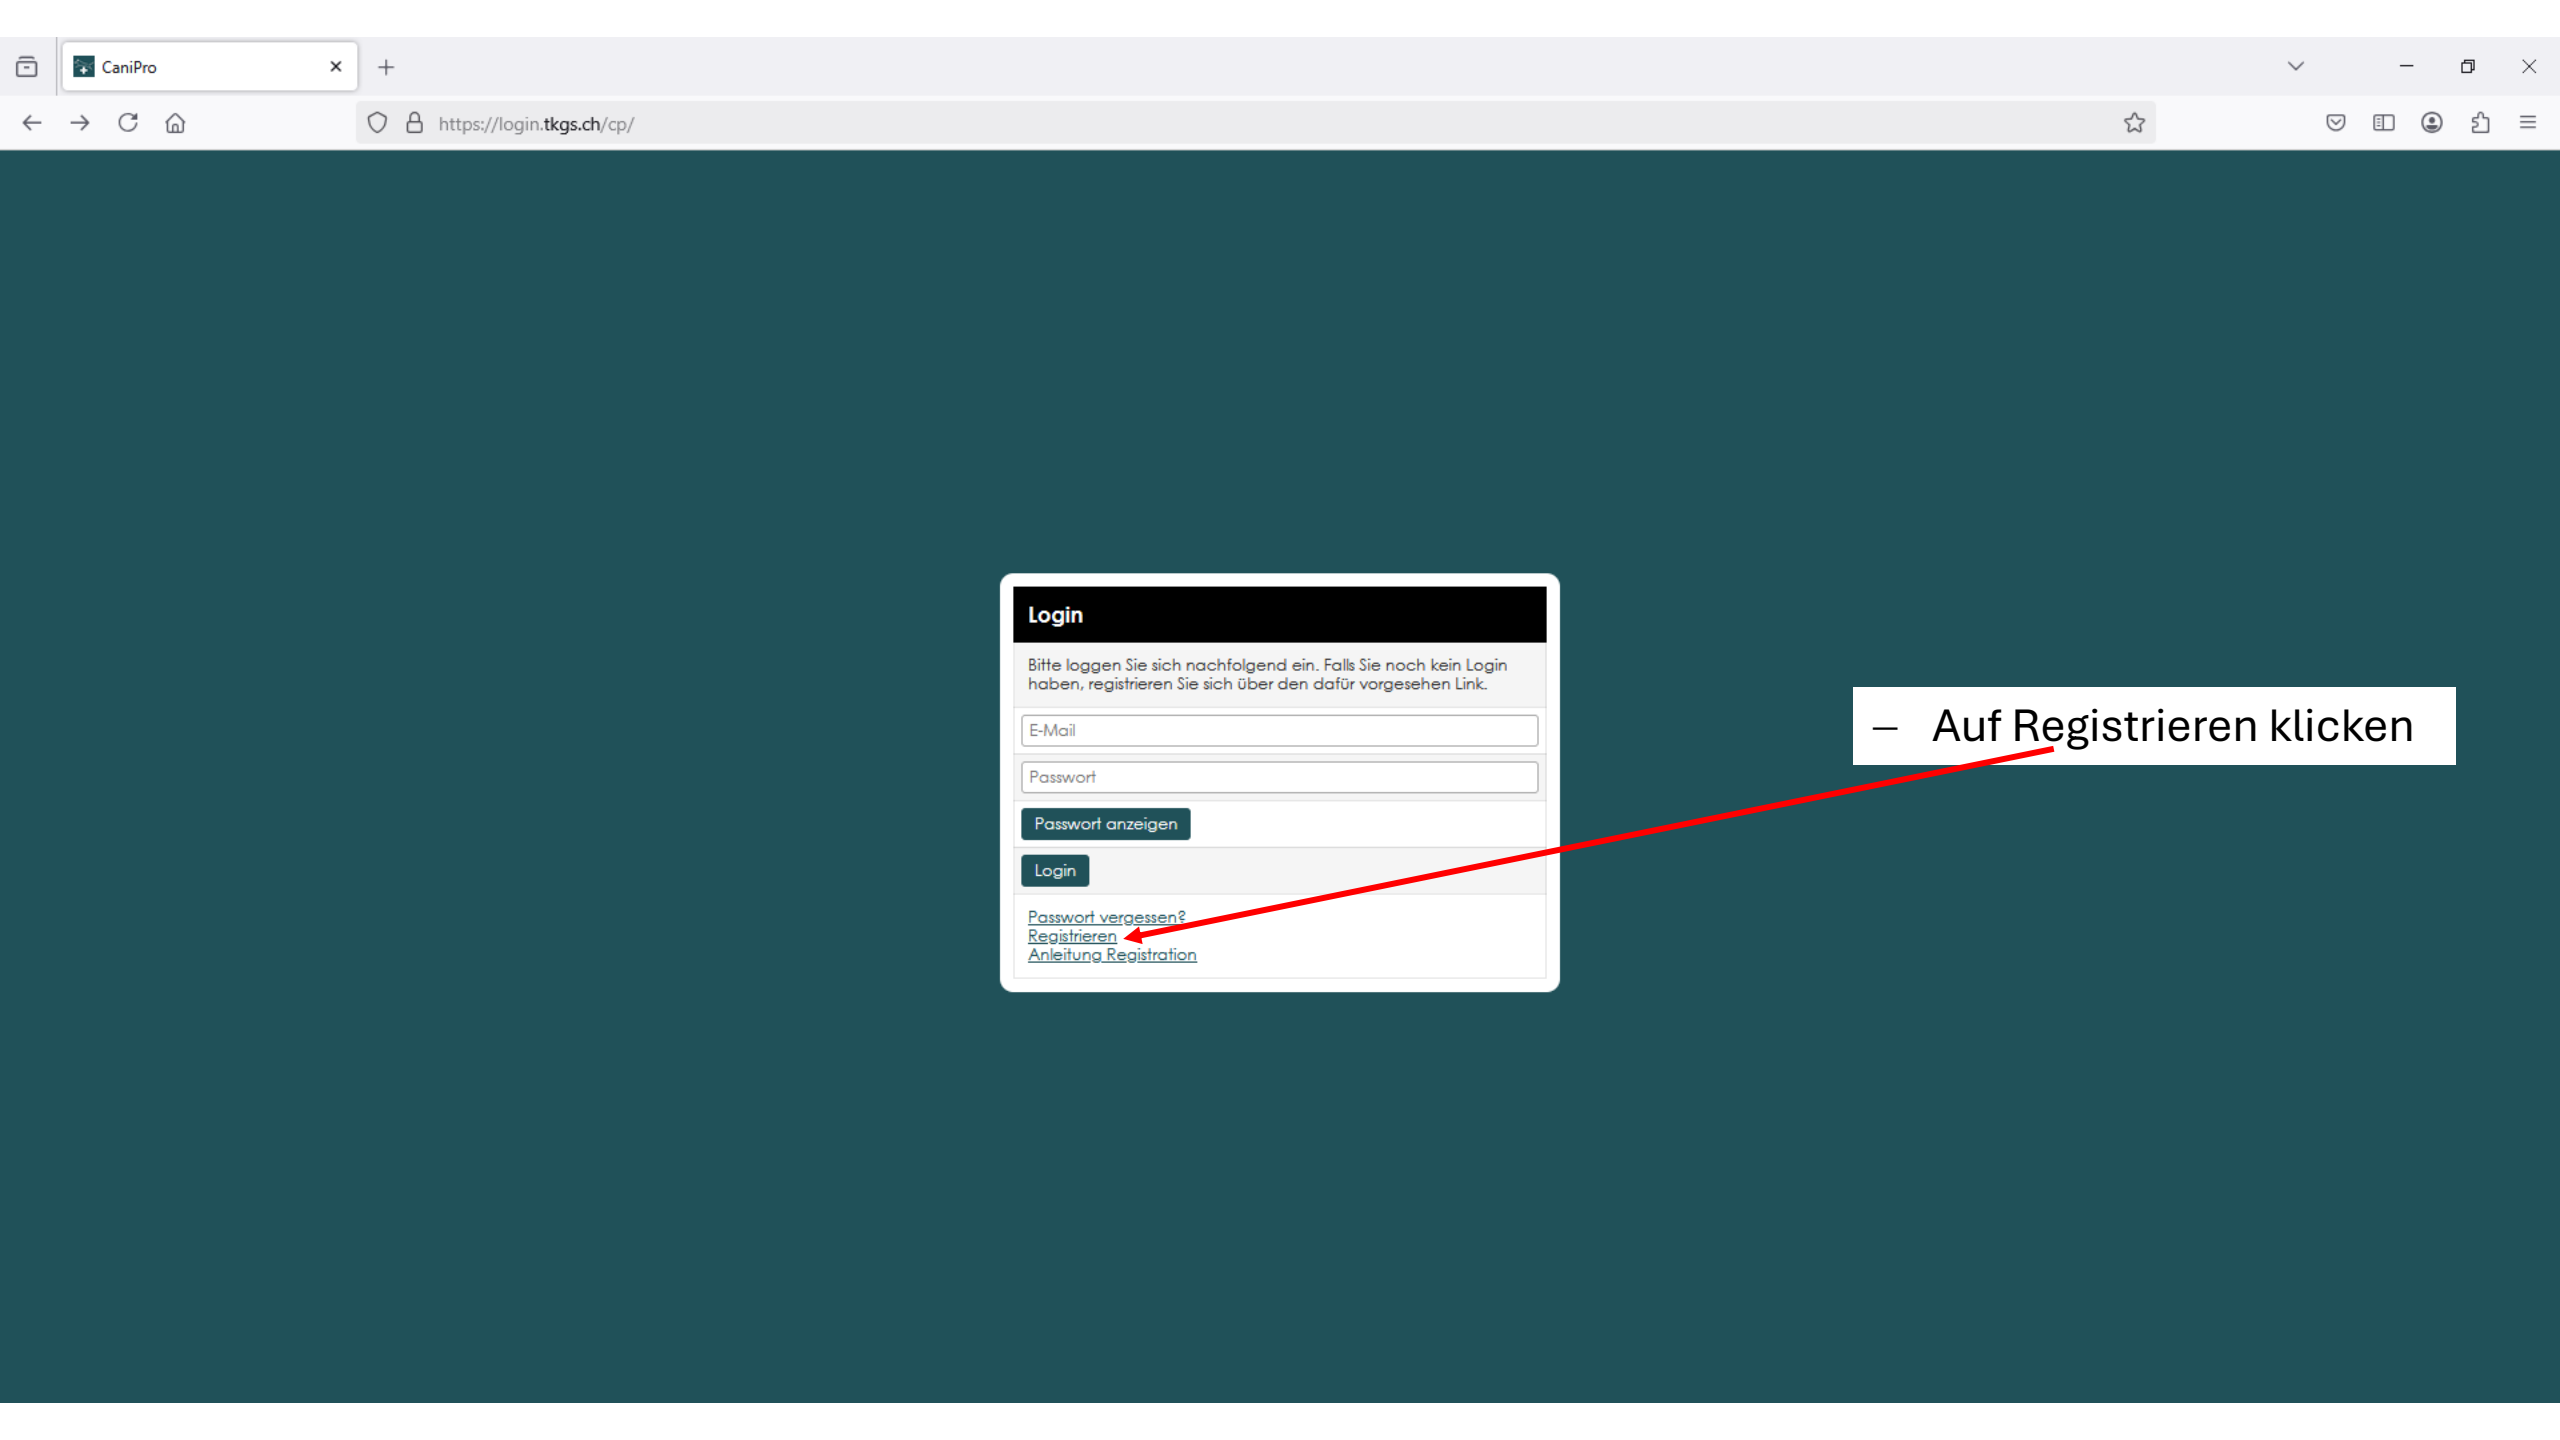 CaniPro
https://login.tkgs.ch/cp/
Login
Bitte loggen Sie sich nachfolgend ein. Falls Sie noch kein Login
haben, registrieren Sie sich über den dafür vorgesehen Link.
E-Mail
Passwort
Passwort anzeigen
Login
Passwort vergessen?
Registrieren
Anleitung Registration
– Auf Registrieren klicken